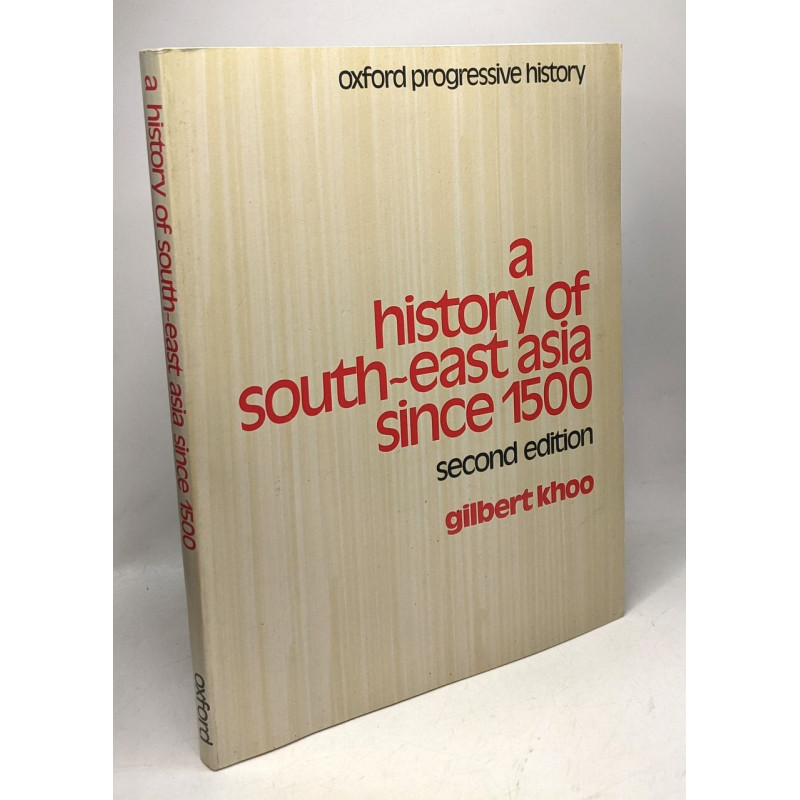 oxford progressive history
a
history of
south-east asia
since 1500
second edition
gilbert khoo
a history of south-east asia since 1500
oxford